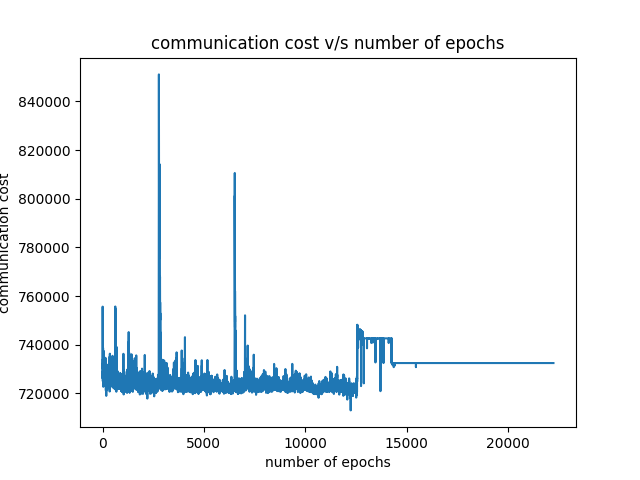 communication cost v/s number of epochs
communication cost
840000
820000
800000
780000
760000
740000
720000
0 5000 10000 15000 20000
number of epochs